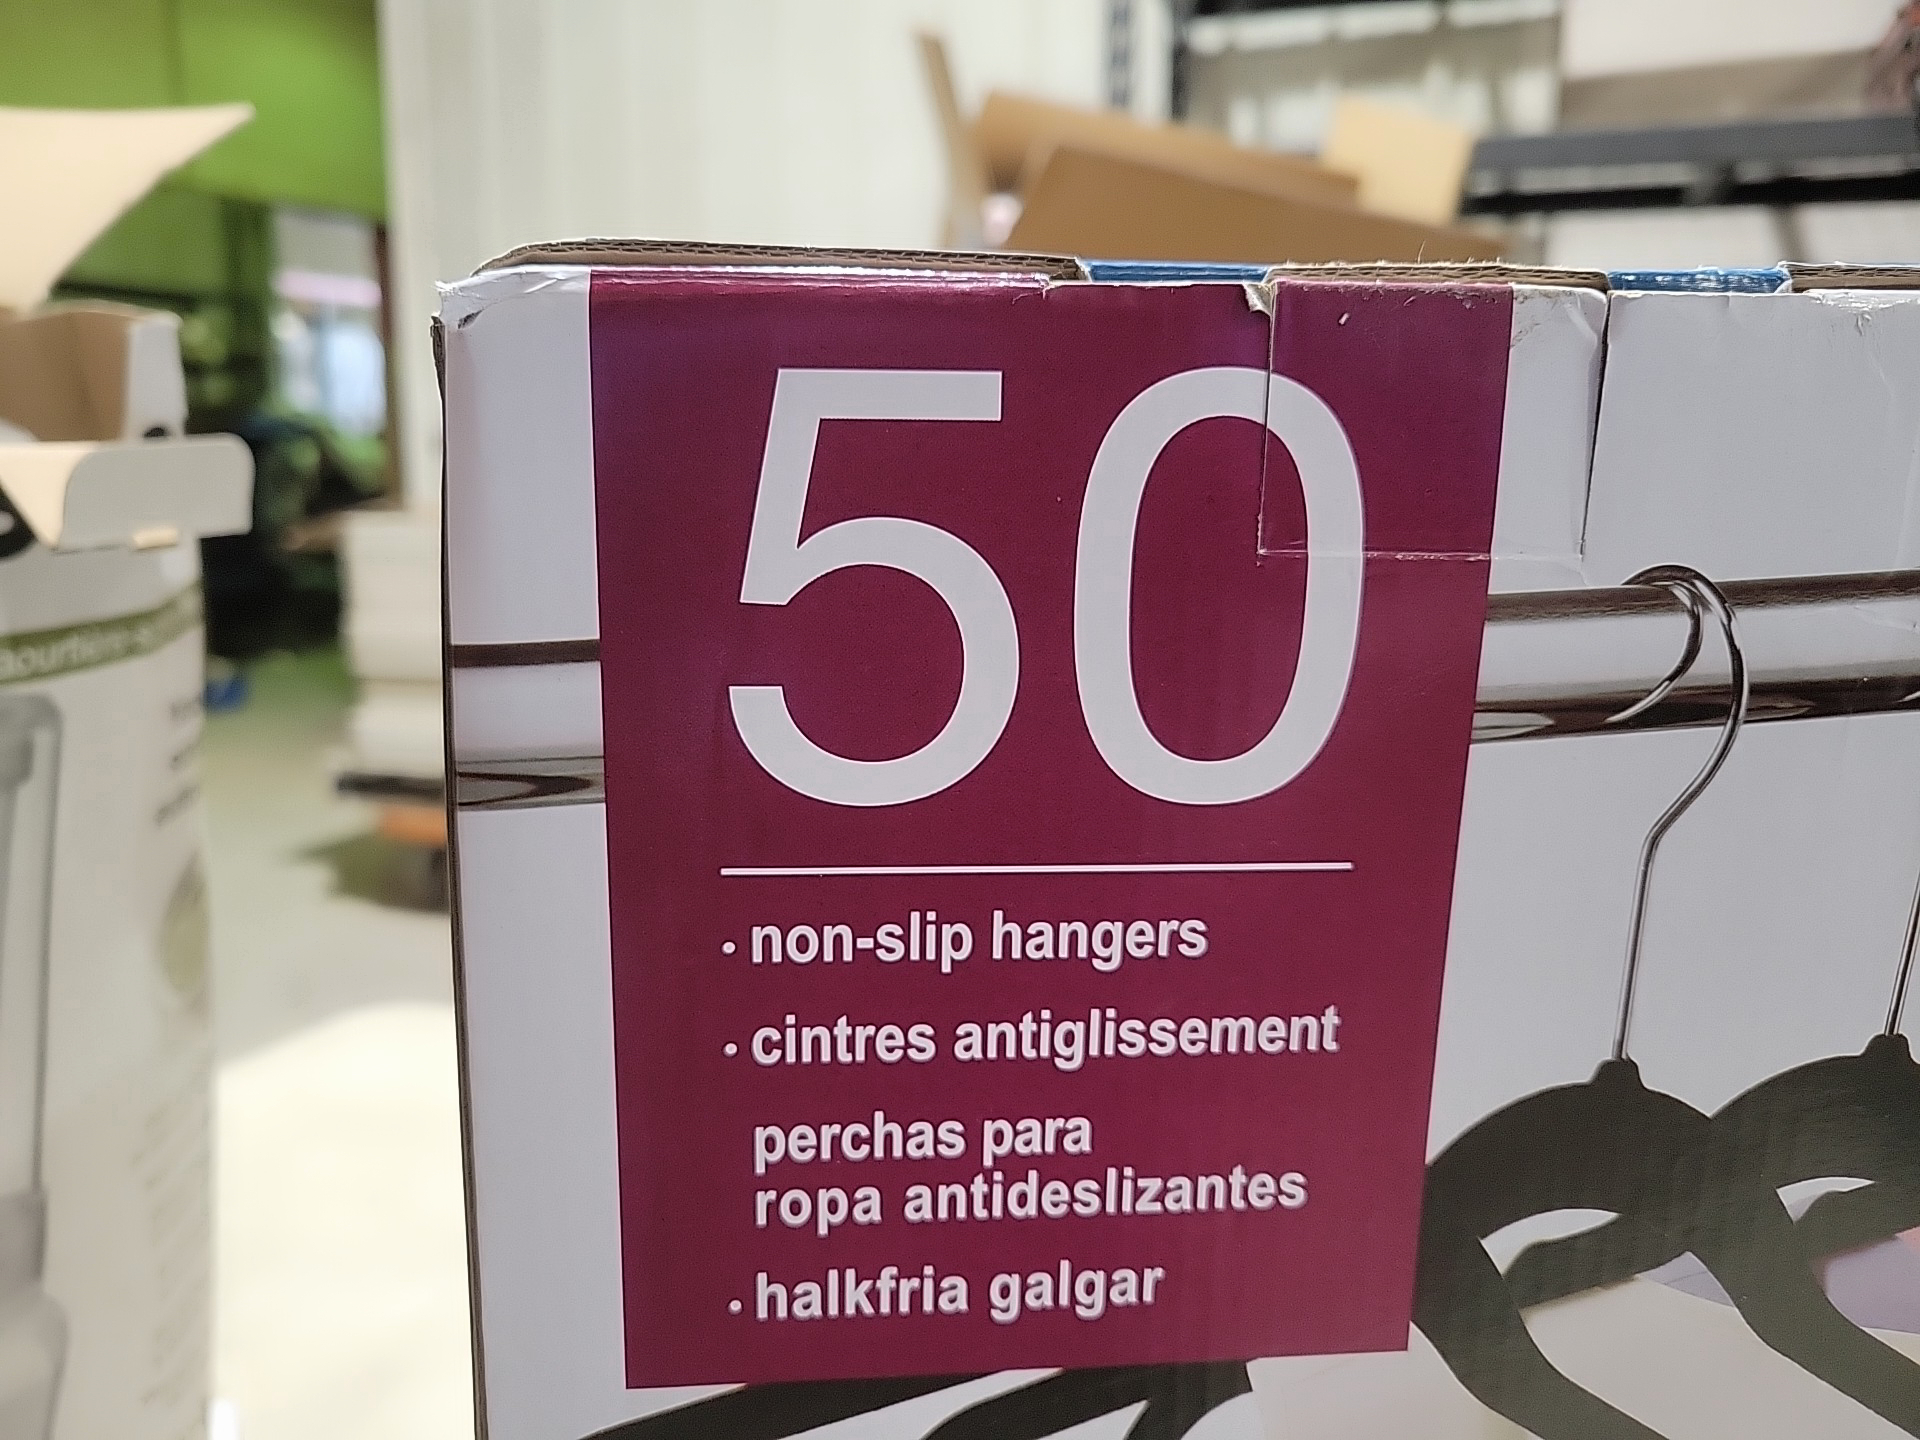 50
· non-slip hangers
· cintres antiglissement
perchas para
ropa antideslizantes
· halkfria galgar